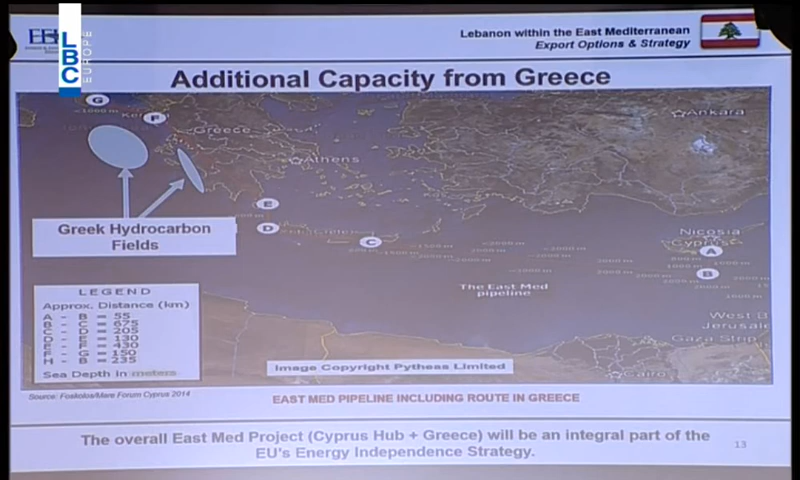 LBC
EUROPE
Lebanon within the East Mediterranean
Export Options & Strategy
Additional Capacity from Greece
G
F
Greece
Athens
Ankara
E
D
C
Nicosia
Cyprus
A
B
Greek Hydrocarbon
Fields
The East Med
pipeline
West B
Jerusale
Gaza Strip
Cairo
LEGEND
Approx. Distance (km)
A - B = 55
B - C = 675
C - D = 205
D - E = 130
E - F = 430
F - G = 150
H - B = 235
Sea Depth in meters
Image Copyright Pytheas Limited
Source: Foskolos/Mare Forum Cyprus 2014
EAST MED PIPELINE INCLUDING ROUTE IN GREECE
The overall East Med Project (Cyprus Hub + Greece) will be an integral part of the
EU's Energy Independence Strategy.
13